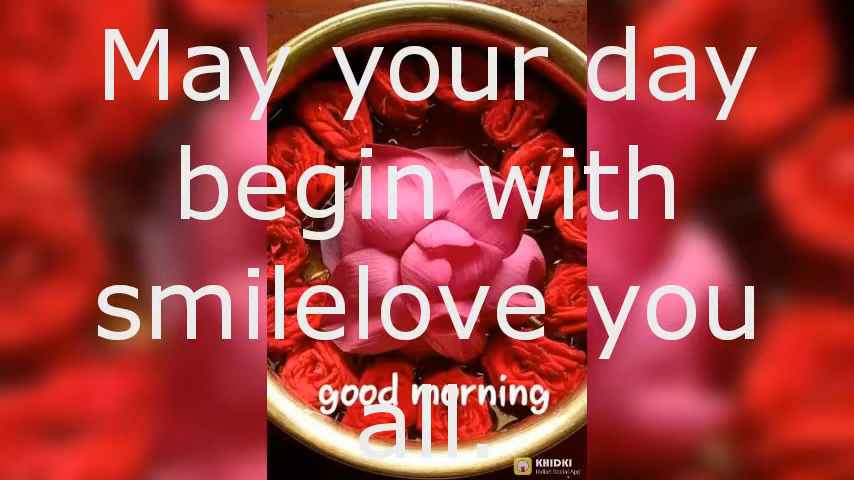 May your day
begin with
smilelove you
good morning
all.
KHIDKI
Indian Social App